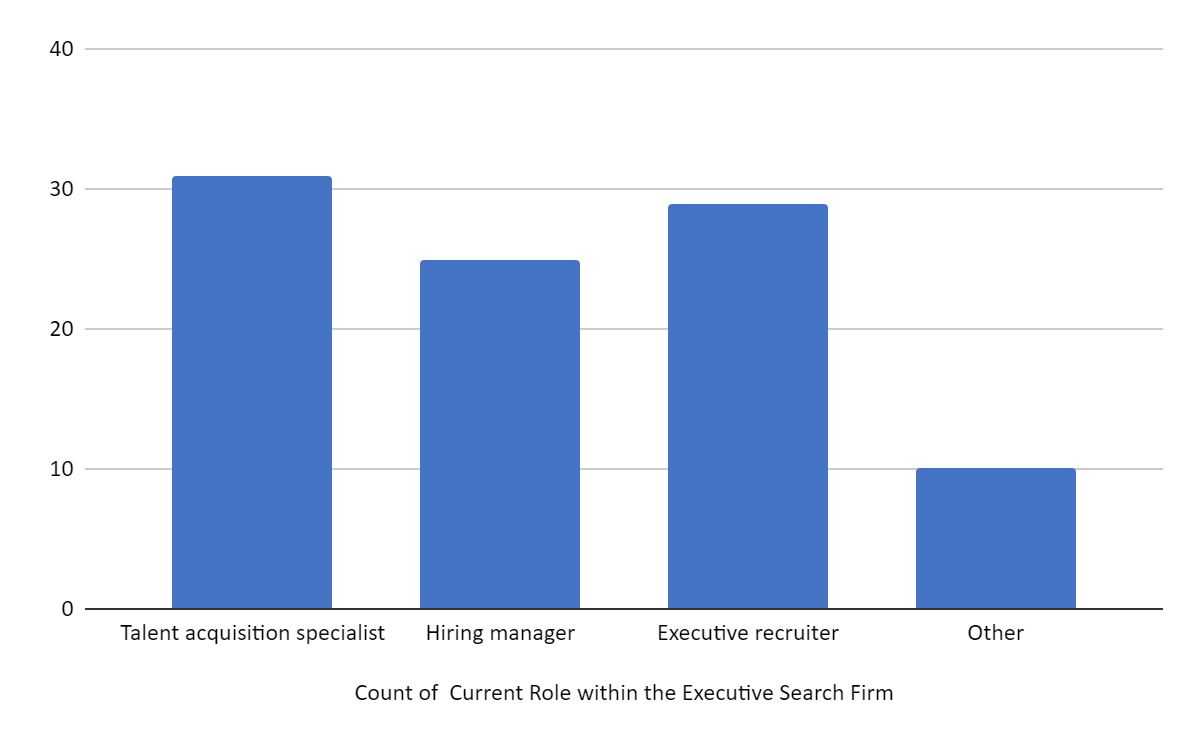 40
30
20
10
0
Talent acquisition specialist
Hiring manager
Executive recruiter
Other
Count of  Current Role within the Executive Search Firm